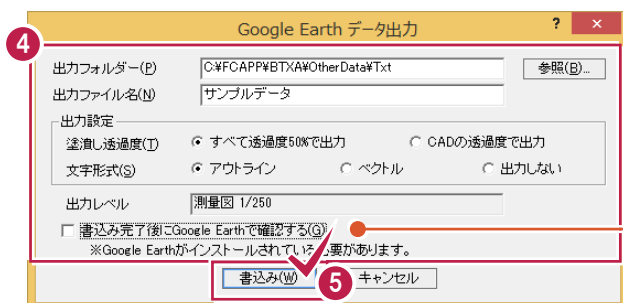 Google Earth データ出力 ? ×
4
出力フォルダー(P) C:¥FCAPP¥BTXA¥OtherData¥Txt 参照(B)...
出力ファイル名(N) サンプルデータ
出力設定
塗潰し透過度(T) すべて透過度50%で出力 CADの透過度で出力
文字形式(S) アウトライン ベクトル 出力しない
出力レベル 測量図 1/250
書込み完了後にGoogle Earthで確認する(G)
※Google Earthがインストールされている必要があります。
書込み(W) 5 キャンセル